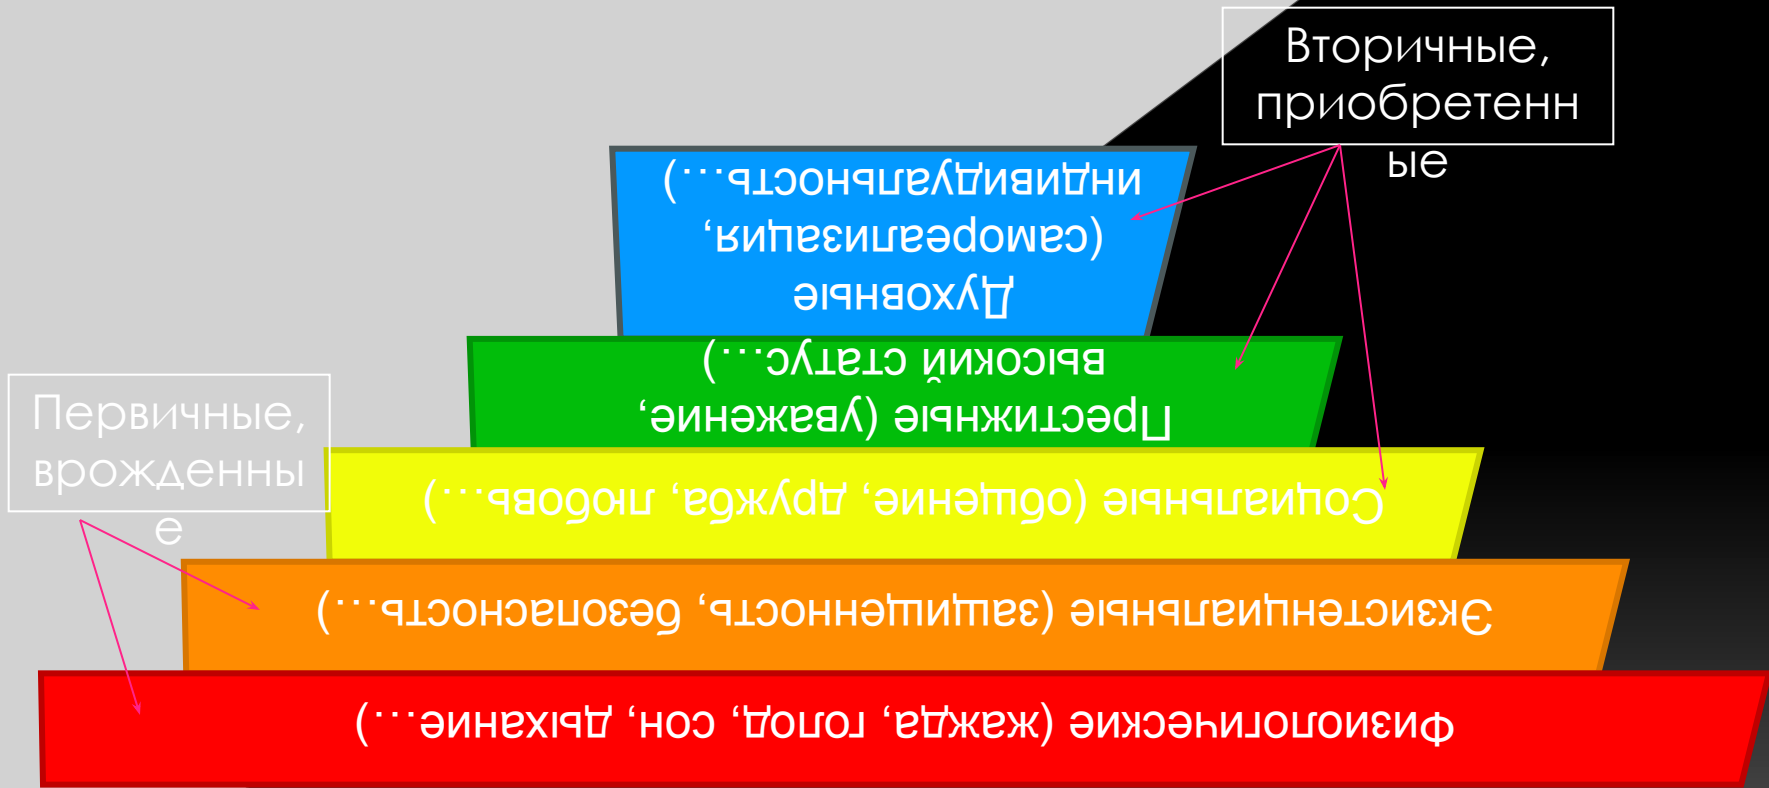 Вторичные,
приобретенн
ые
Духовные
(самореализация,
индивидуальность…)
Престижные (уважение,
высокий статус…)
Первичные,
врожденны
е
Социальные (общение, дружба, любовь…)
Экзистенциальные (защищенность, безопасность…)
Физиологические (жажда, голод, сон, дыхание…)